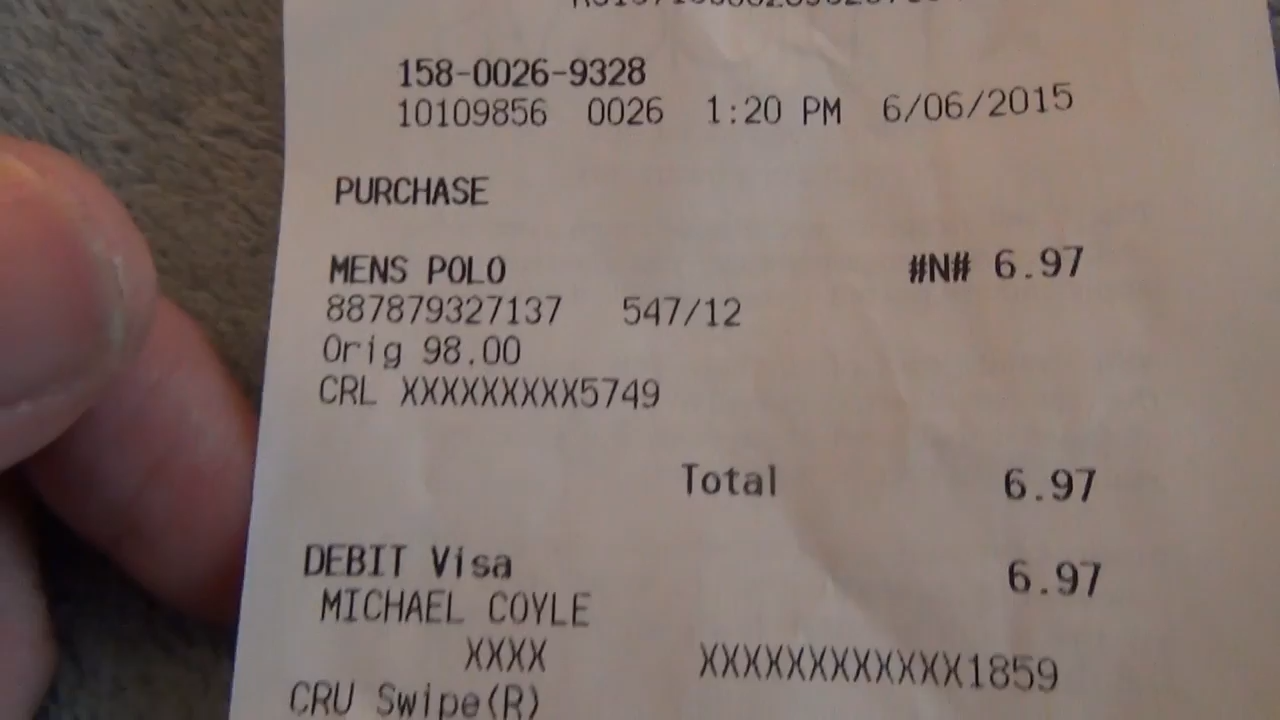 158-0026-9328
10109856 0026 1:20 PM 6/06/2015
PURCHASE
MENS POLO #N# 6.97
887879327137 547/12
Orig 98.00
CRL XXXXXXXXX5749
Total 6.97
DEBIT Visa 6.97
MICHAEL COYLE
XXXX XXXXXXXXXXXX1859
CRU Swipe(R)